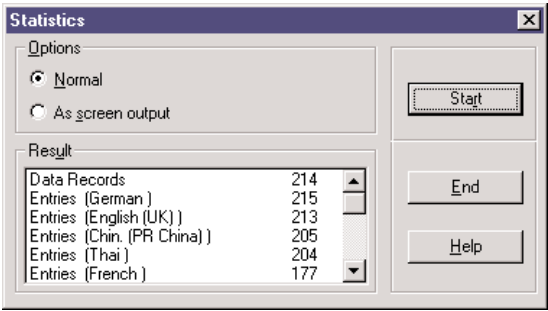 Statistics
Options
Normal
As screen output
Start
Result
Data Records 214
Entries (German ) 215
Entries (English (UK) ) 213
Entries (Chin. (PR China) ) 205
Entries (Thai ) 204
Entries (French ) 177
End
Help